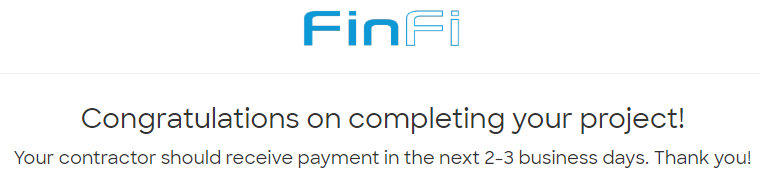 FinFi
Congratulations on completing your project!
Your contractor should receive payment in the next 2-3 business days. Thank you!